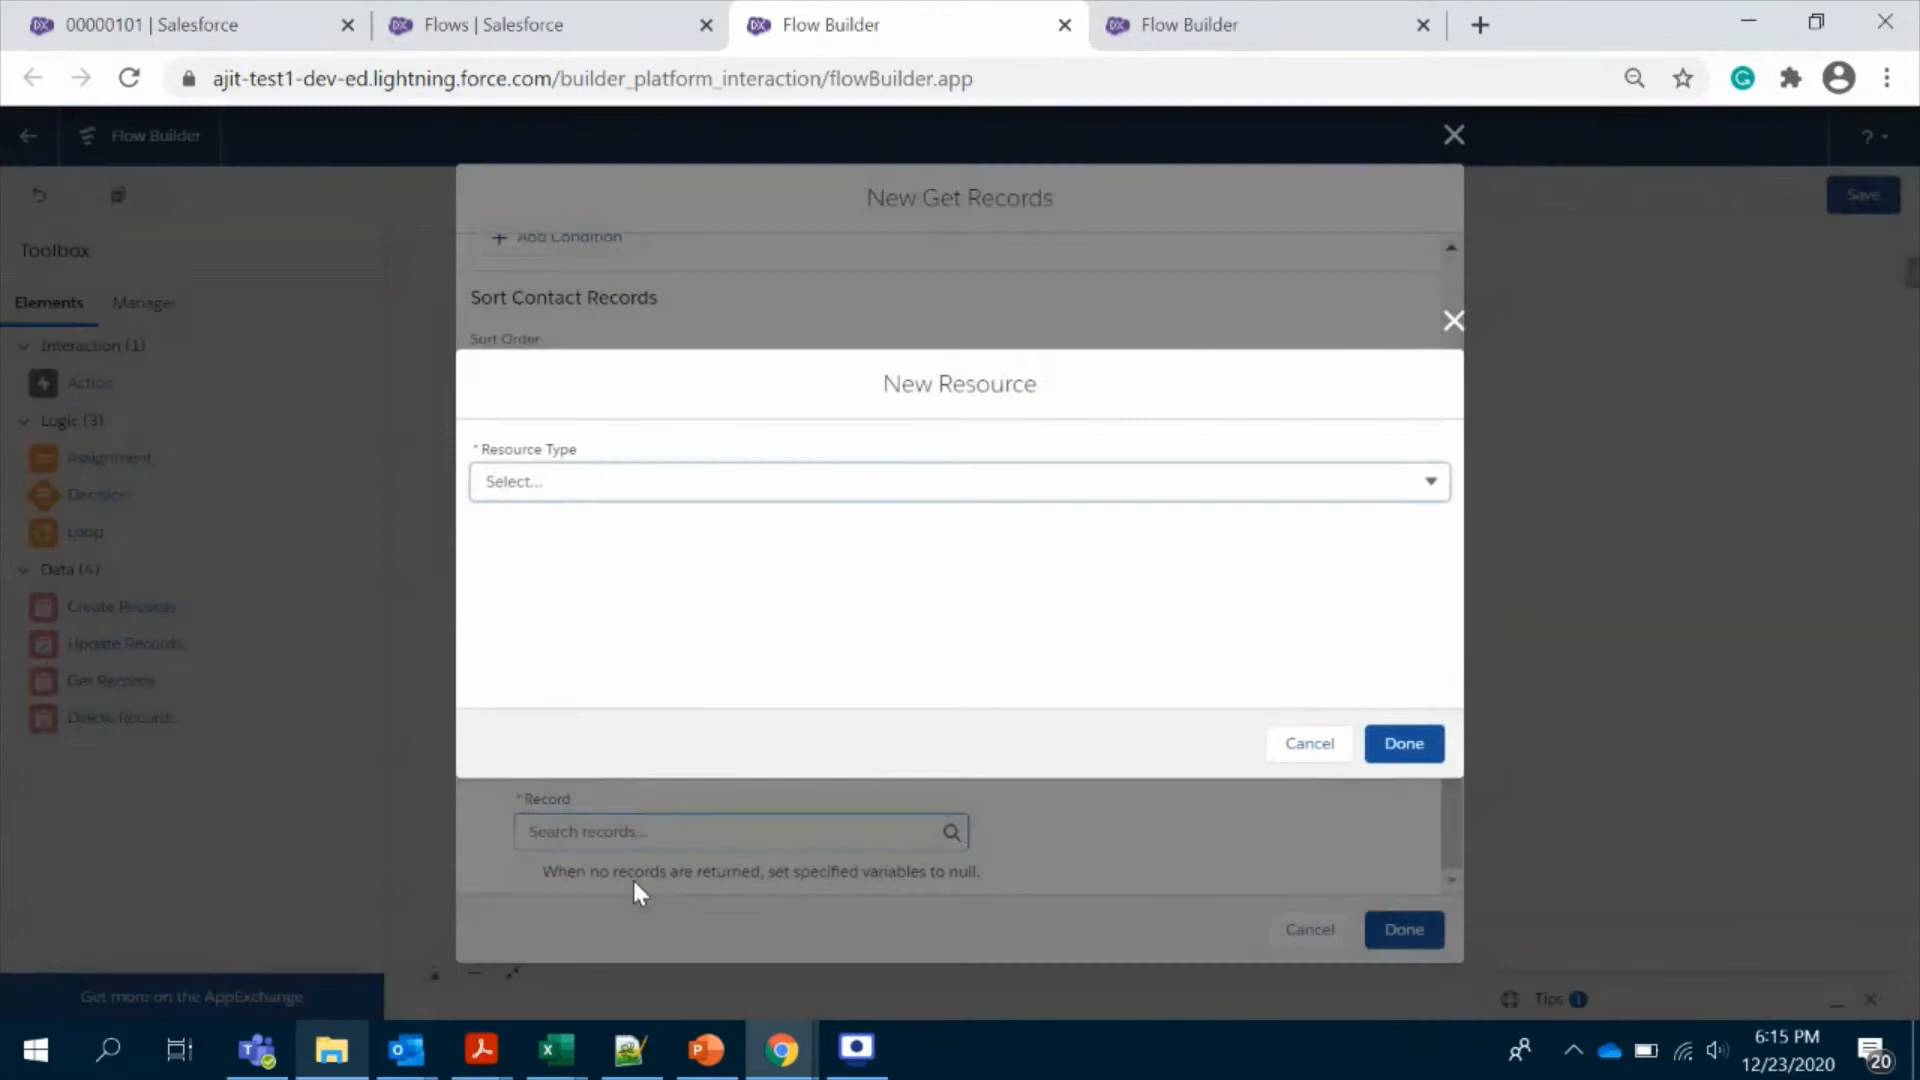 00000101 | Salesforce
Flows | Salesforce
Flow Builder
Flow Builder
ajit-test1-dev-ed.lightning.force.com/builder_platform_interaction/flowBuilder.app
Flow Builder
?
Save
Toolbox
Elements
Manager
Interaction (1)
Action
Logic (3)
Assignment
Decision
Loop
Data (4)
Create Records
Update Records
Get Records
Delete Records
Get more on the AppExchange
New Get Records
Add Condition
Sort Contact Records
Sort Order
New Resource
* Resource Type
Select...
Cancel
Done
* Record
Search records...
When no records are returned, set specified variables to null.
Cancel
Done
Tips 1
6:15 PM
12/23/2020
20